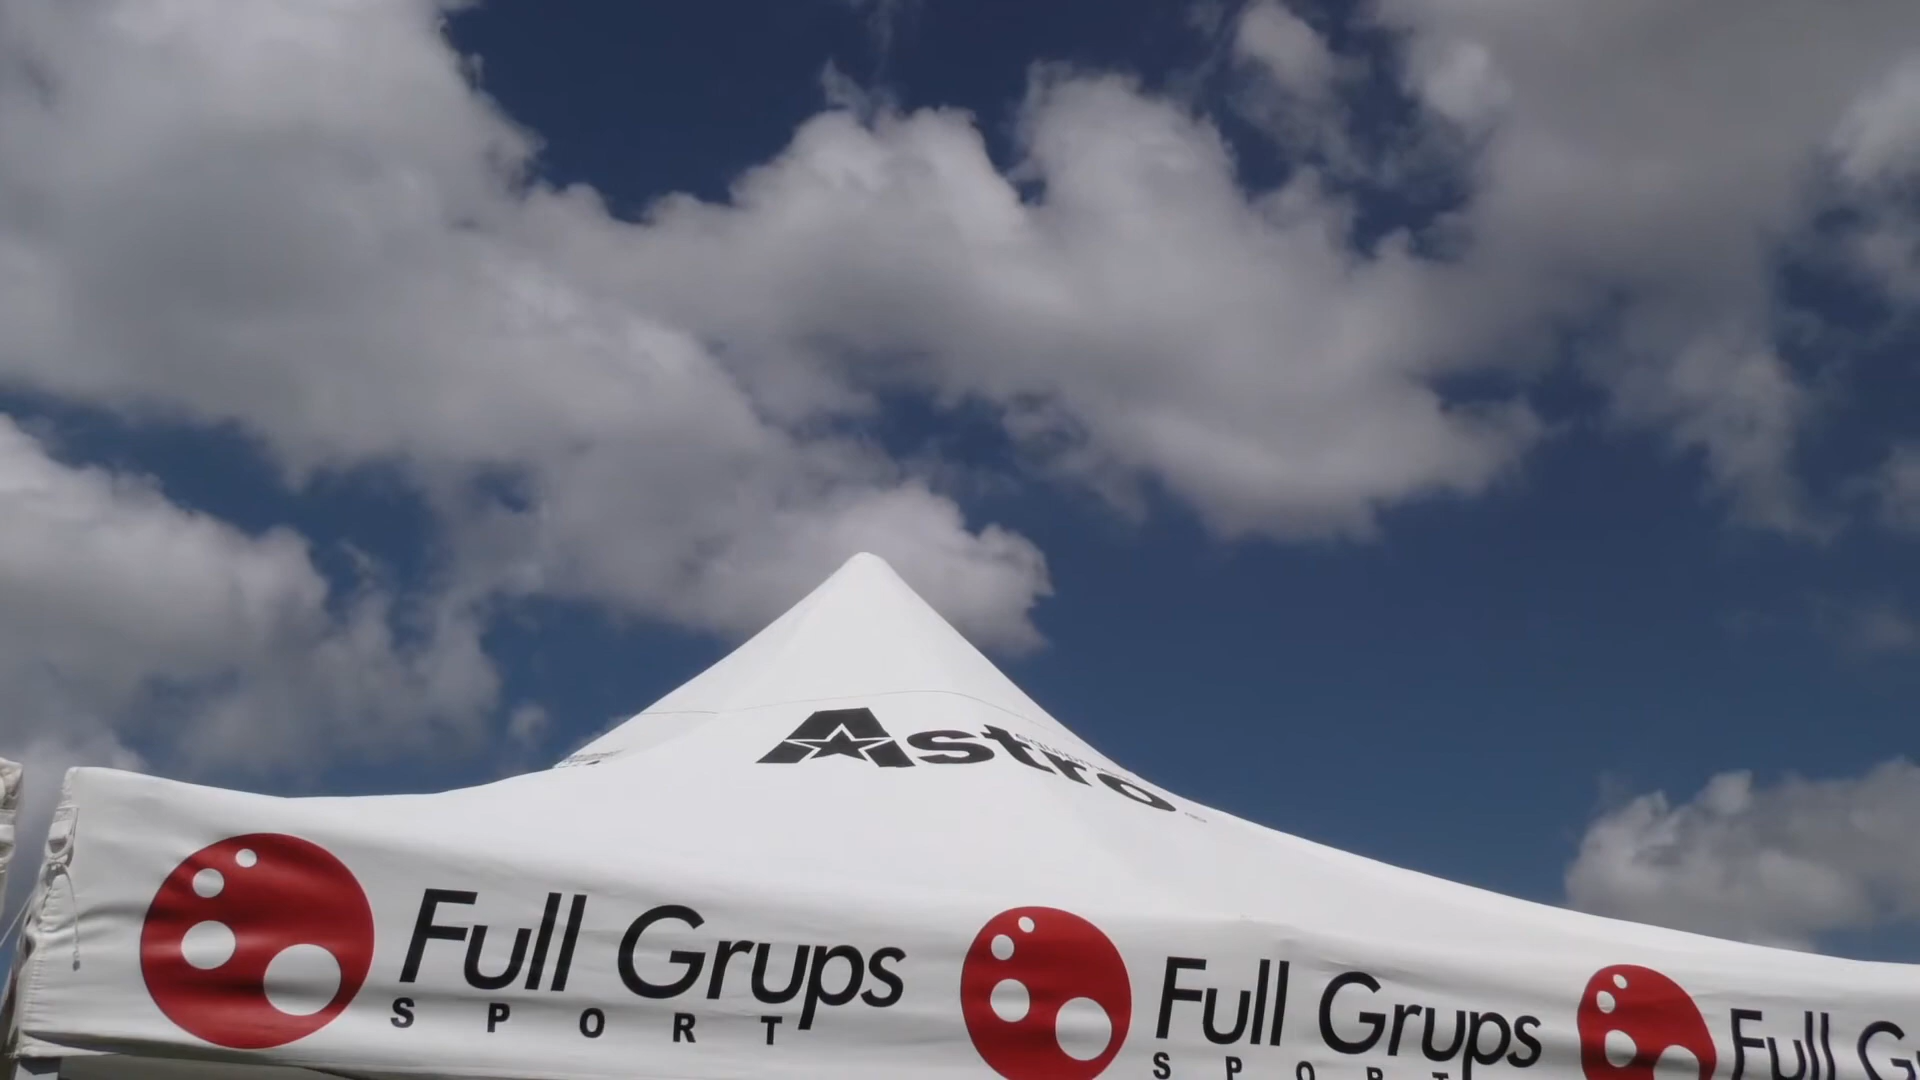 Astro
Full Grups
SPORT
Full Grups
SPORT
Full G